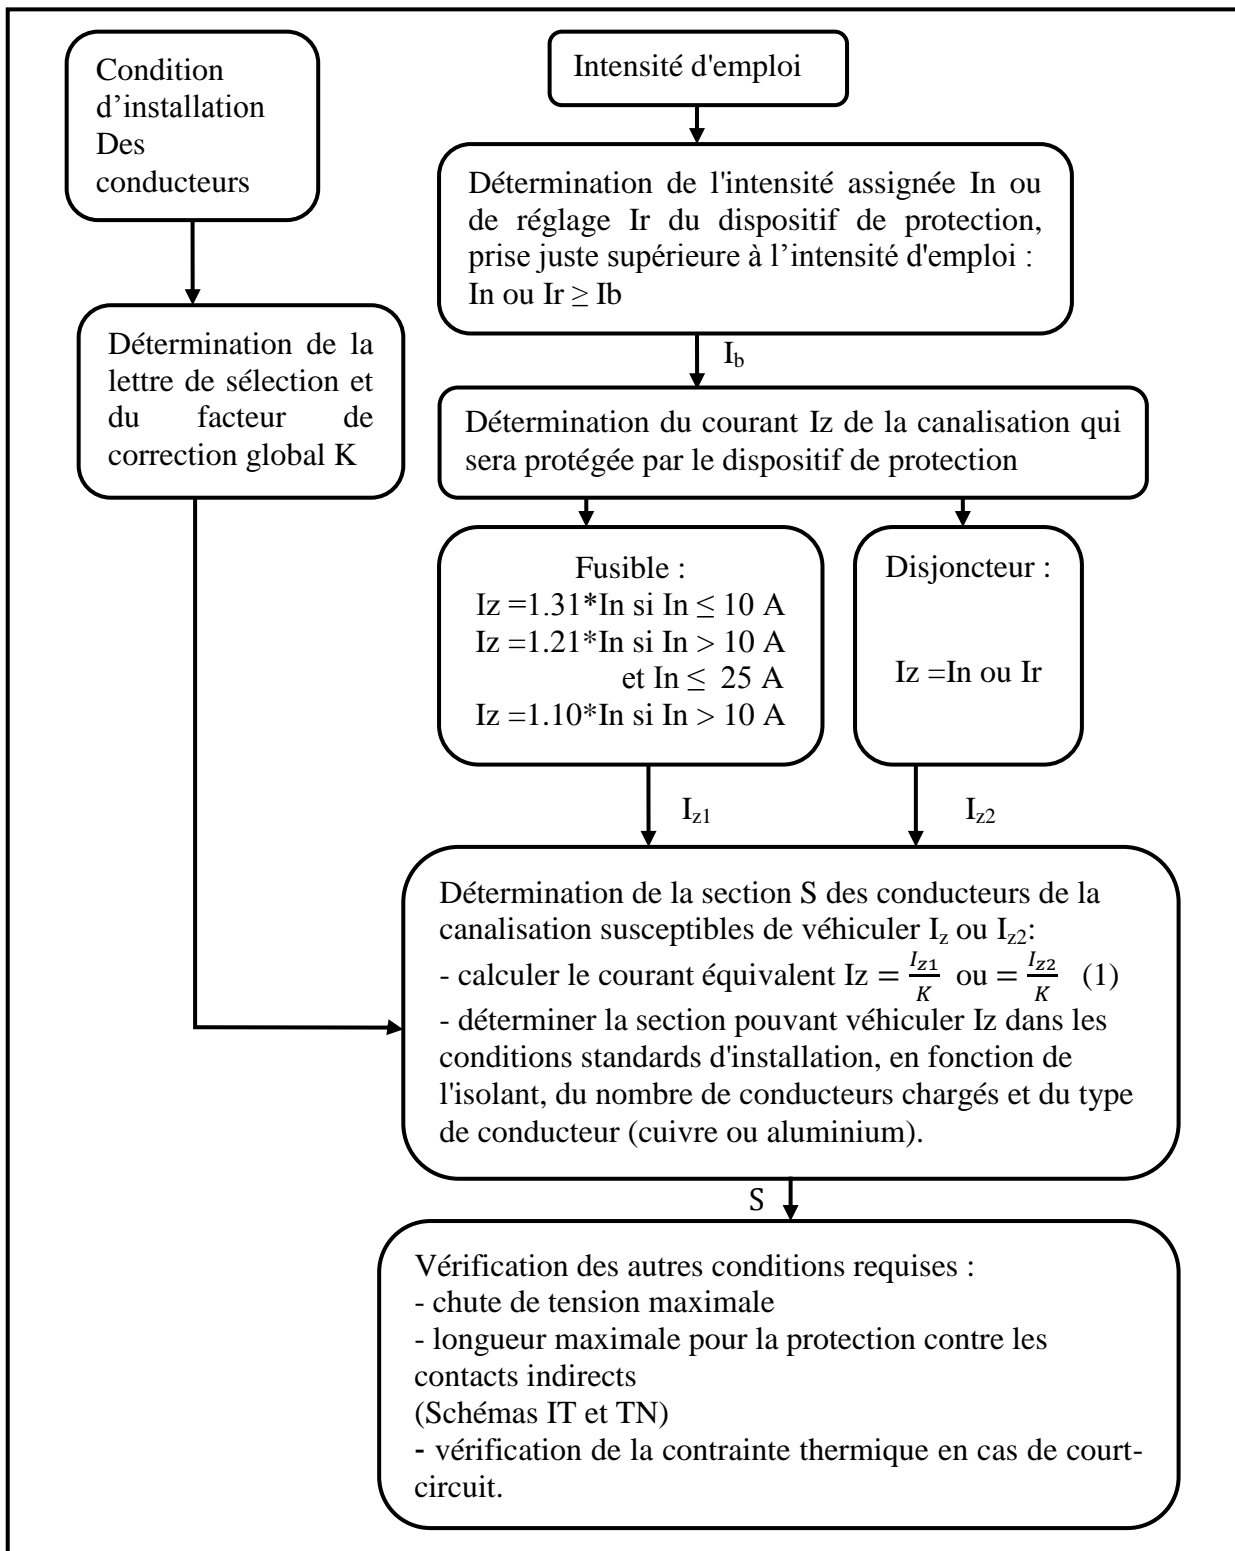 Condition
d’installation
Des
conducteurs
Intensité d'emploi
Détermination de l'intensité assignée In ou
de réglage Ir du dispositif de protection,
prise juste supérieure à l’intensité d'emploi :
In ou Ir ≥ Ib
Détermination de la
lettre de sélection et
du facteur de
correction global K
I_b
Détermination du courant Iz de la canalisation qui
sera protégée par le dispositif de protection
Fusible :
Iz =1.31*In si In ≤ 10 A
Iz =1.21*In si In > 10 A
et In ≤ 25 A
Iz =1.10*In si In > 10 A
Disjoncteur :
Iz =In ou Ir
I_z1
I_z2
Détermination de la section S des conducteurs de la
canalisation susceptibles de véhiculer I_z ou I_z2:
- calculer le courant équivalent Iz = I_z1/K ou = I_z2/K (1)
- déterminer la section pouvant véhiculer Iz dans les
conditions standards d'installation, en fonction de
l'isolant, du nombre de conducteurs chargés et du type
de conducteur (cuivre ou aluminium).
S
Vérification des autres conditions requises :
- chute de tension maximale
- longueur maximale pour la protection contre les
contacts indirects
(Schémas IT et TN)
- vérification de la contrainte thermique en cas de court-
circuit.